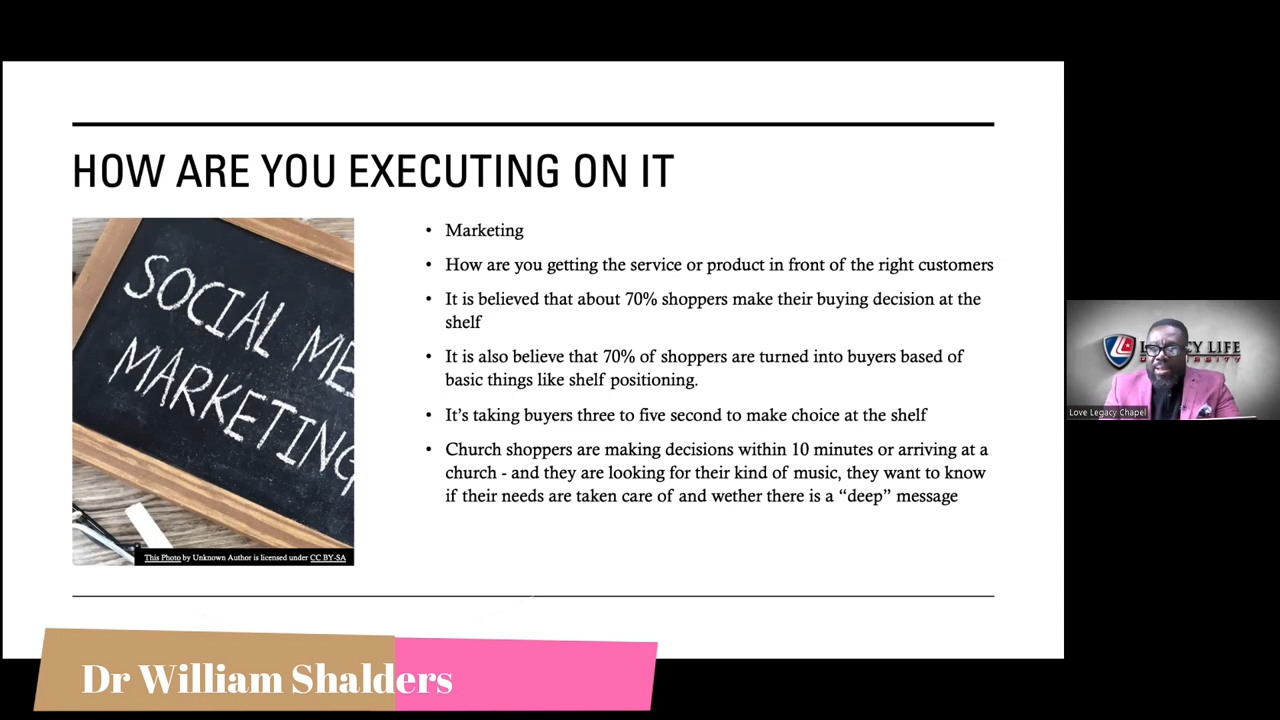 HOW ARE YOU EXECUTING ON IT
SOCIAL ME
MARKETING
This Photo by Unknown Author is licensed under CC BY-SA
• Marketing
• How are you getting the service or product in front of the right customers
• It is believed that about 70% shoppers make their buying decision at the
shelf
• It is also believe that 70% of shoppers are turned into buyers based of
basic things like shelf positioning.
• It’s taking buyers three to five second to make choice at the shelf
• Church shoppers are making decisions within 10 minutes or arriving at a
church - and they are looking for their kind of music, they want to know
if their needs are taken care of and wether there is a “deep” message
CY LIFE
Love Legacy Chapel
Dr William Shalders